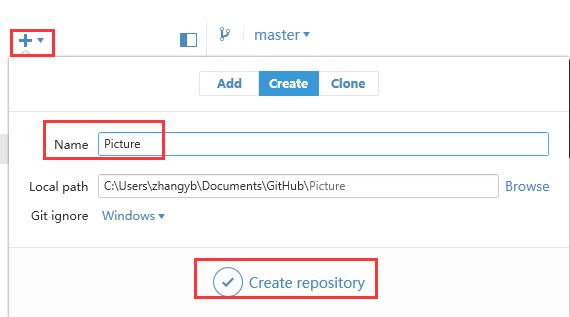 master
Add Create Clone
Name Picture
Local path C:\Users\zhangyb\Documents\GitHub\Picture Browse
Git ignore Windows
Create repository